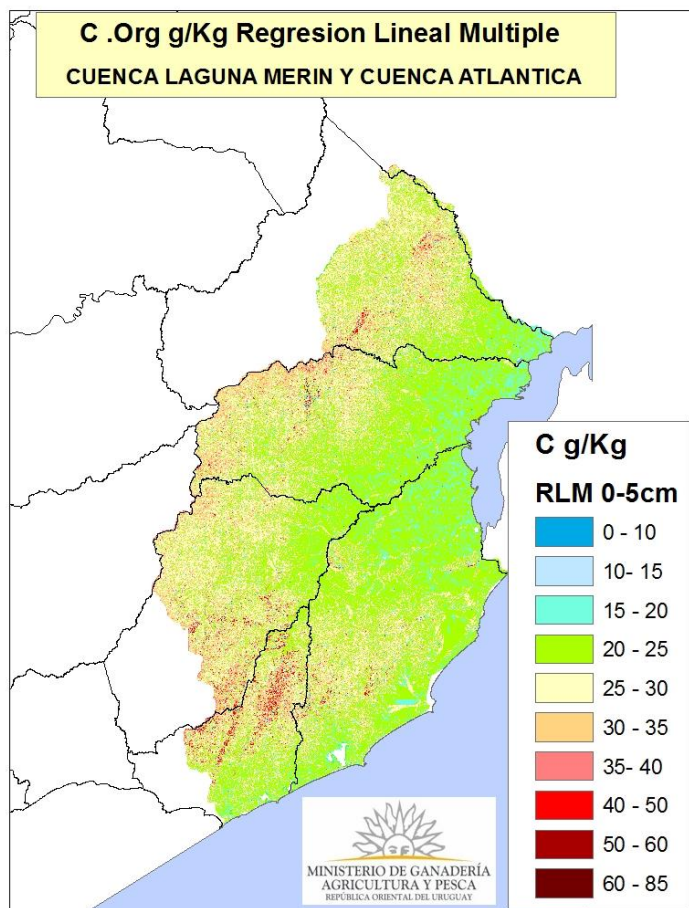 C .Org g/Kg Regresion Lineal Multiple
CUENCA LAGUNA MERIN Y CUENCA ATLANTICA
C g/Kg
RLM 0-5cm
0 - 10
10- 15
15 - 20
20 - 25
25 - 30
30 - 35
35- 40
40 - 50
50 - 60
60 - 85
MINISTERIO DE GANADERÍA
AGRICULTURA Y PESCA
REPÚBLICA ORIENTAL DEL URUGUAY